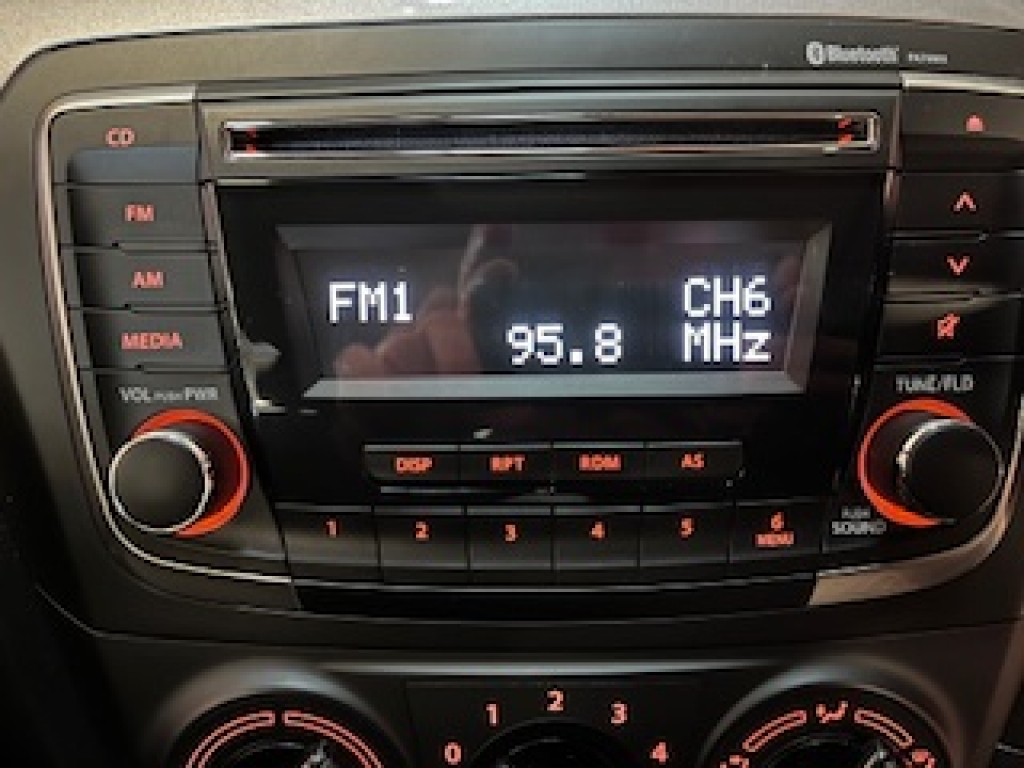 Bluetooth
CD
FM
AM
MEDIA
VOL PUSH PWR
FM1 CH6
95.8 MHz
TUNE/FLD
PUSH
SOUND
DISP RPT RDM AS
1 2 3 4 5 6
MENU
0 1 2 3 4